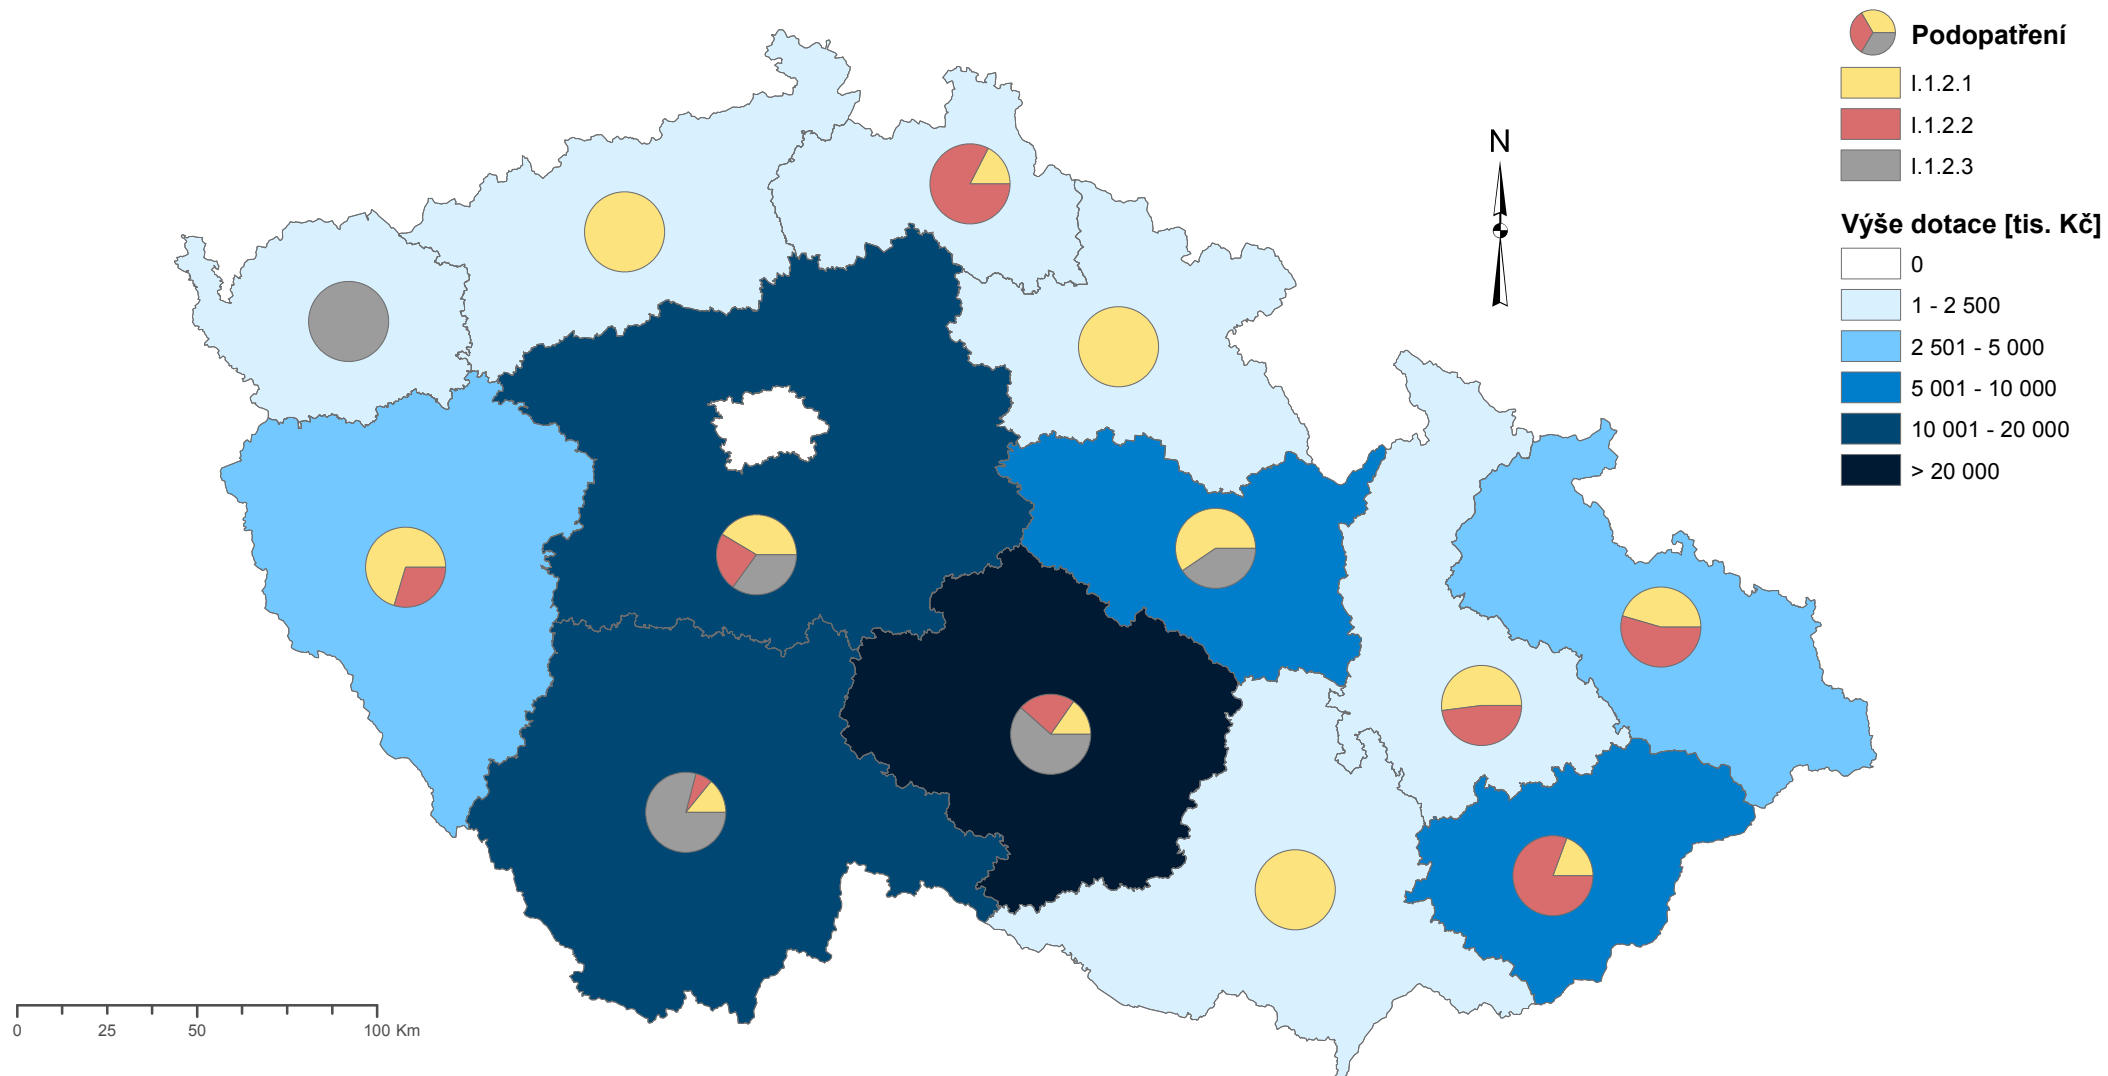 Podopatření
I.1.2.1
I.1.2.2
I.1.2.3
N
Výše dotace [tis. Kč]
0
1 - 2 500
2 501 - 5 000
5 001 - 10 000
10 001 - 20 000
> 20 000
0 25 50 100 Km